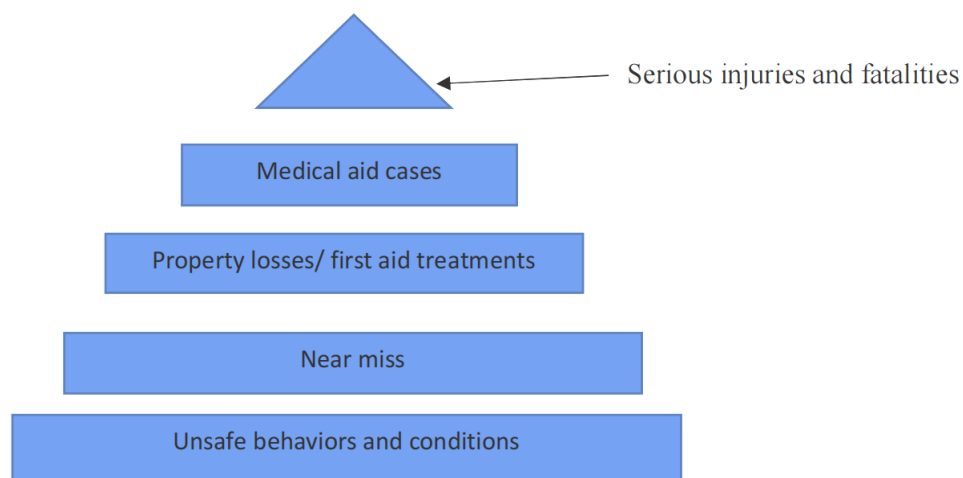 Serious injuries and fatalities
Medical aid cases
Property losses/ first aid treatments
Near miss
Unsafe behaviors and conditions